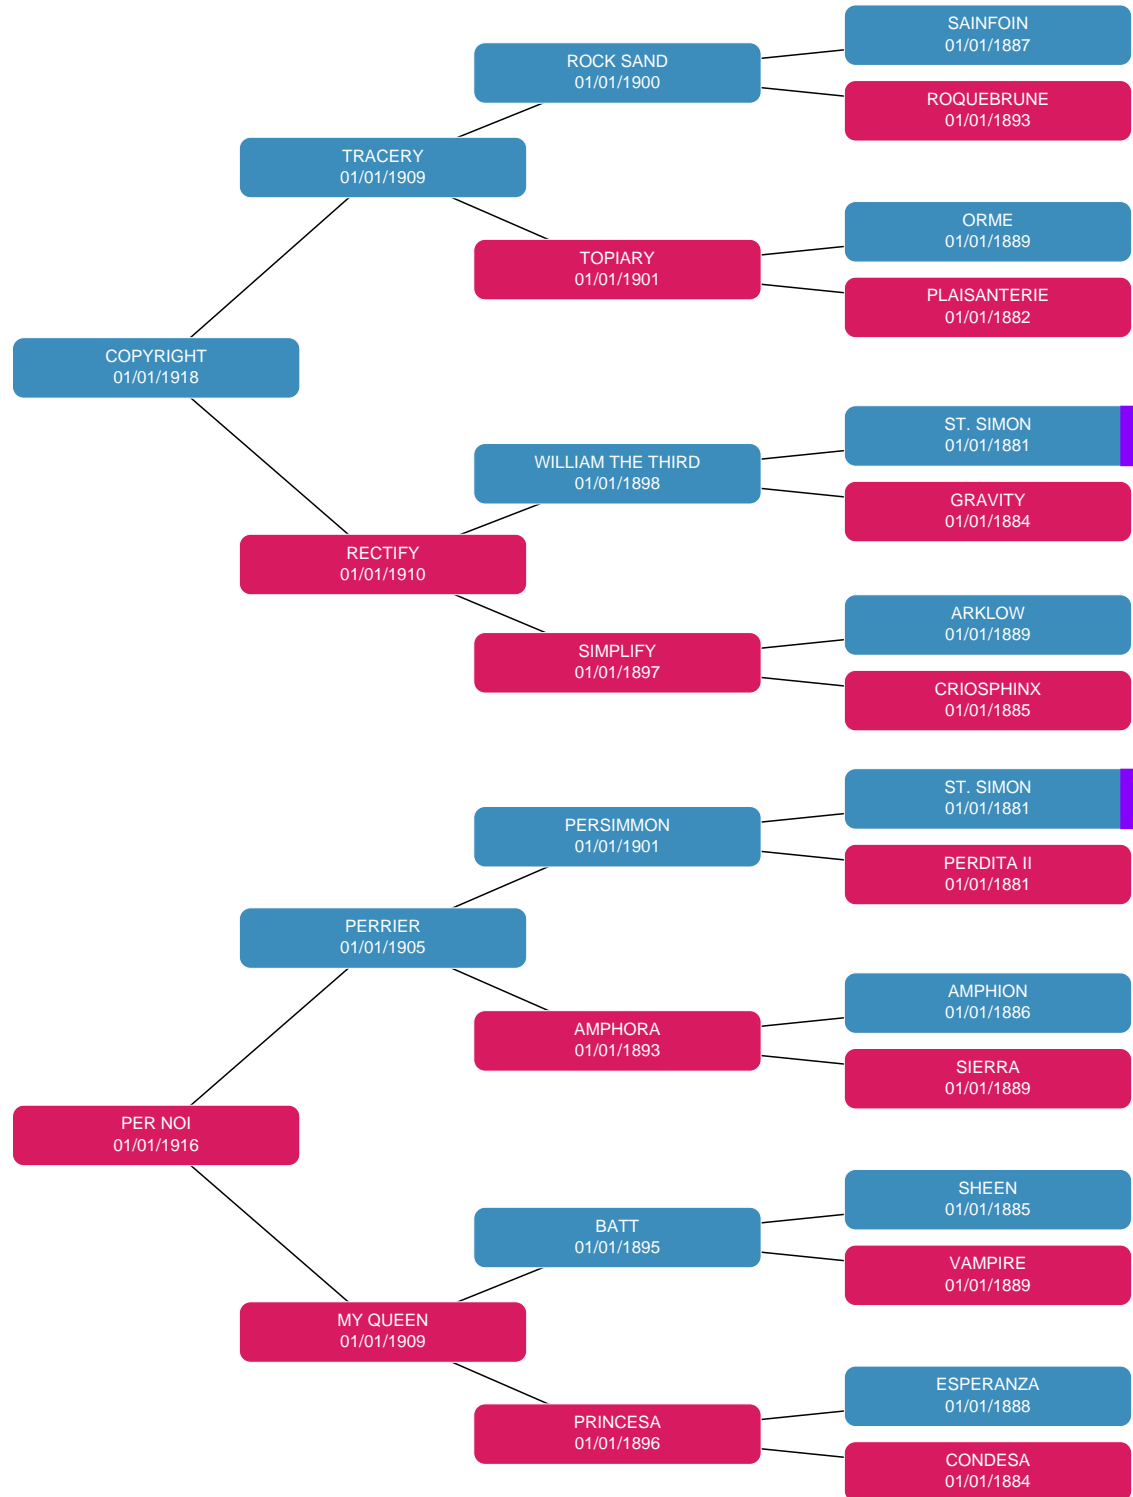 SAINFOIN
01/01/1887
ROCK SAND
01/01/1900
ROQUEBRUNE
01/01/1893
TRACERY
01/01/1909
ORME
01/01/1889
TOPIARY
01/01/1901
PLAISANTERIE
01/01/1882
COPYRIGHT
01/01/1918
ST. SIMON
01/01/1881
WILLIAM THE THIRD
01/01/1898
GRAVITY
01/01/1884
RECTIFY
01/01/1910
ARKLOW
01/01/1889
SIMPLIFY
01/01/1897
CRIOSPHINX
01/01/1885
ST. SIMON
01/01/1881
PERSIMMON
01/01/1901
PERDITA II
01/01/1881
PERRIER
01/01/1905
AMPHION
01/01/1886
AMPHORA
01/01/1893
SIERRA
01/01/1889
PER NOI
01/01/1916
SHEEN
01/01/1885
BATT
01/01/1895
VAMPIRE
01/01/1889
MY QUEEN
01/01/1909
ESPERANZA
01/01/1888
PRINCESA
01/01/1896
CONDESA
01/01/1884